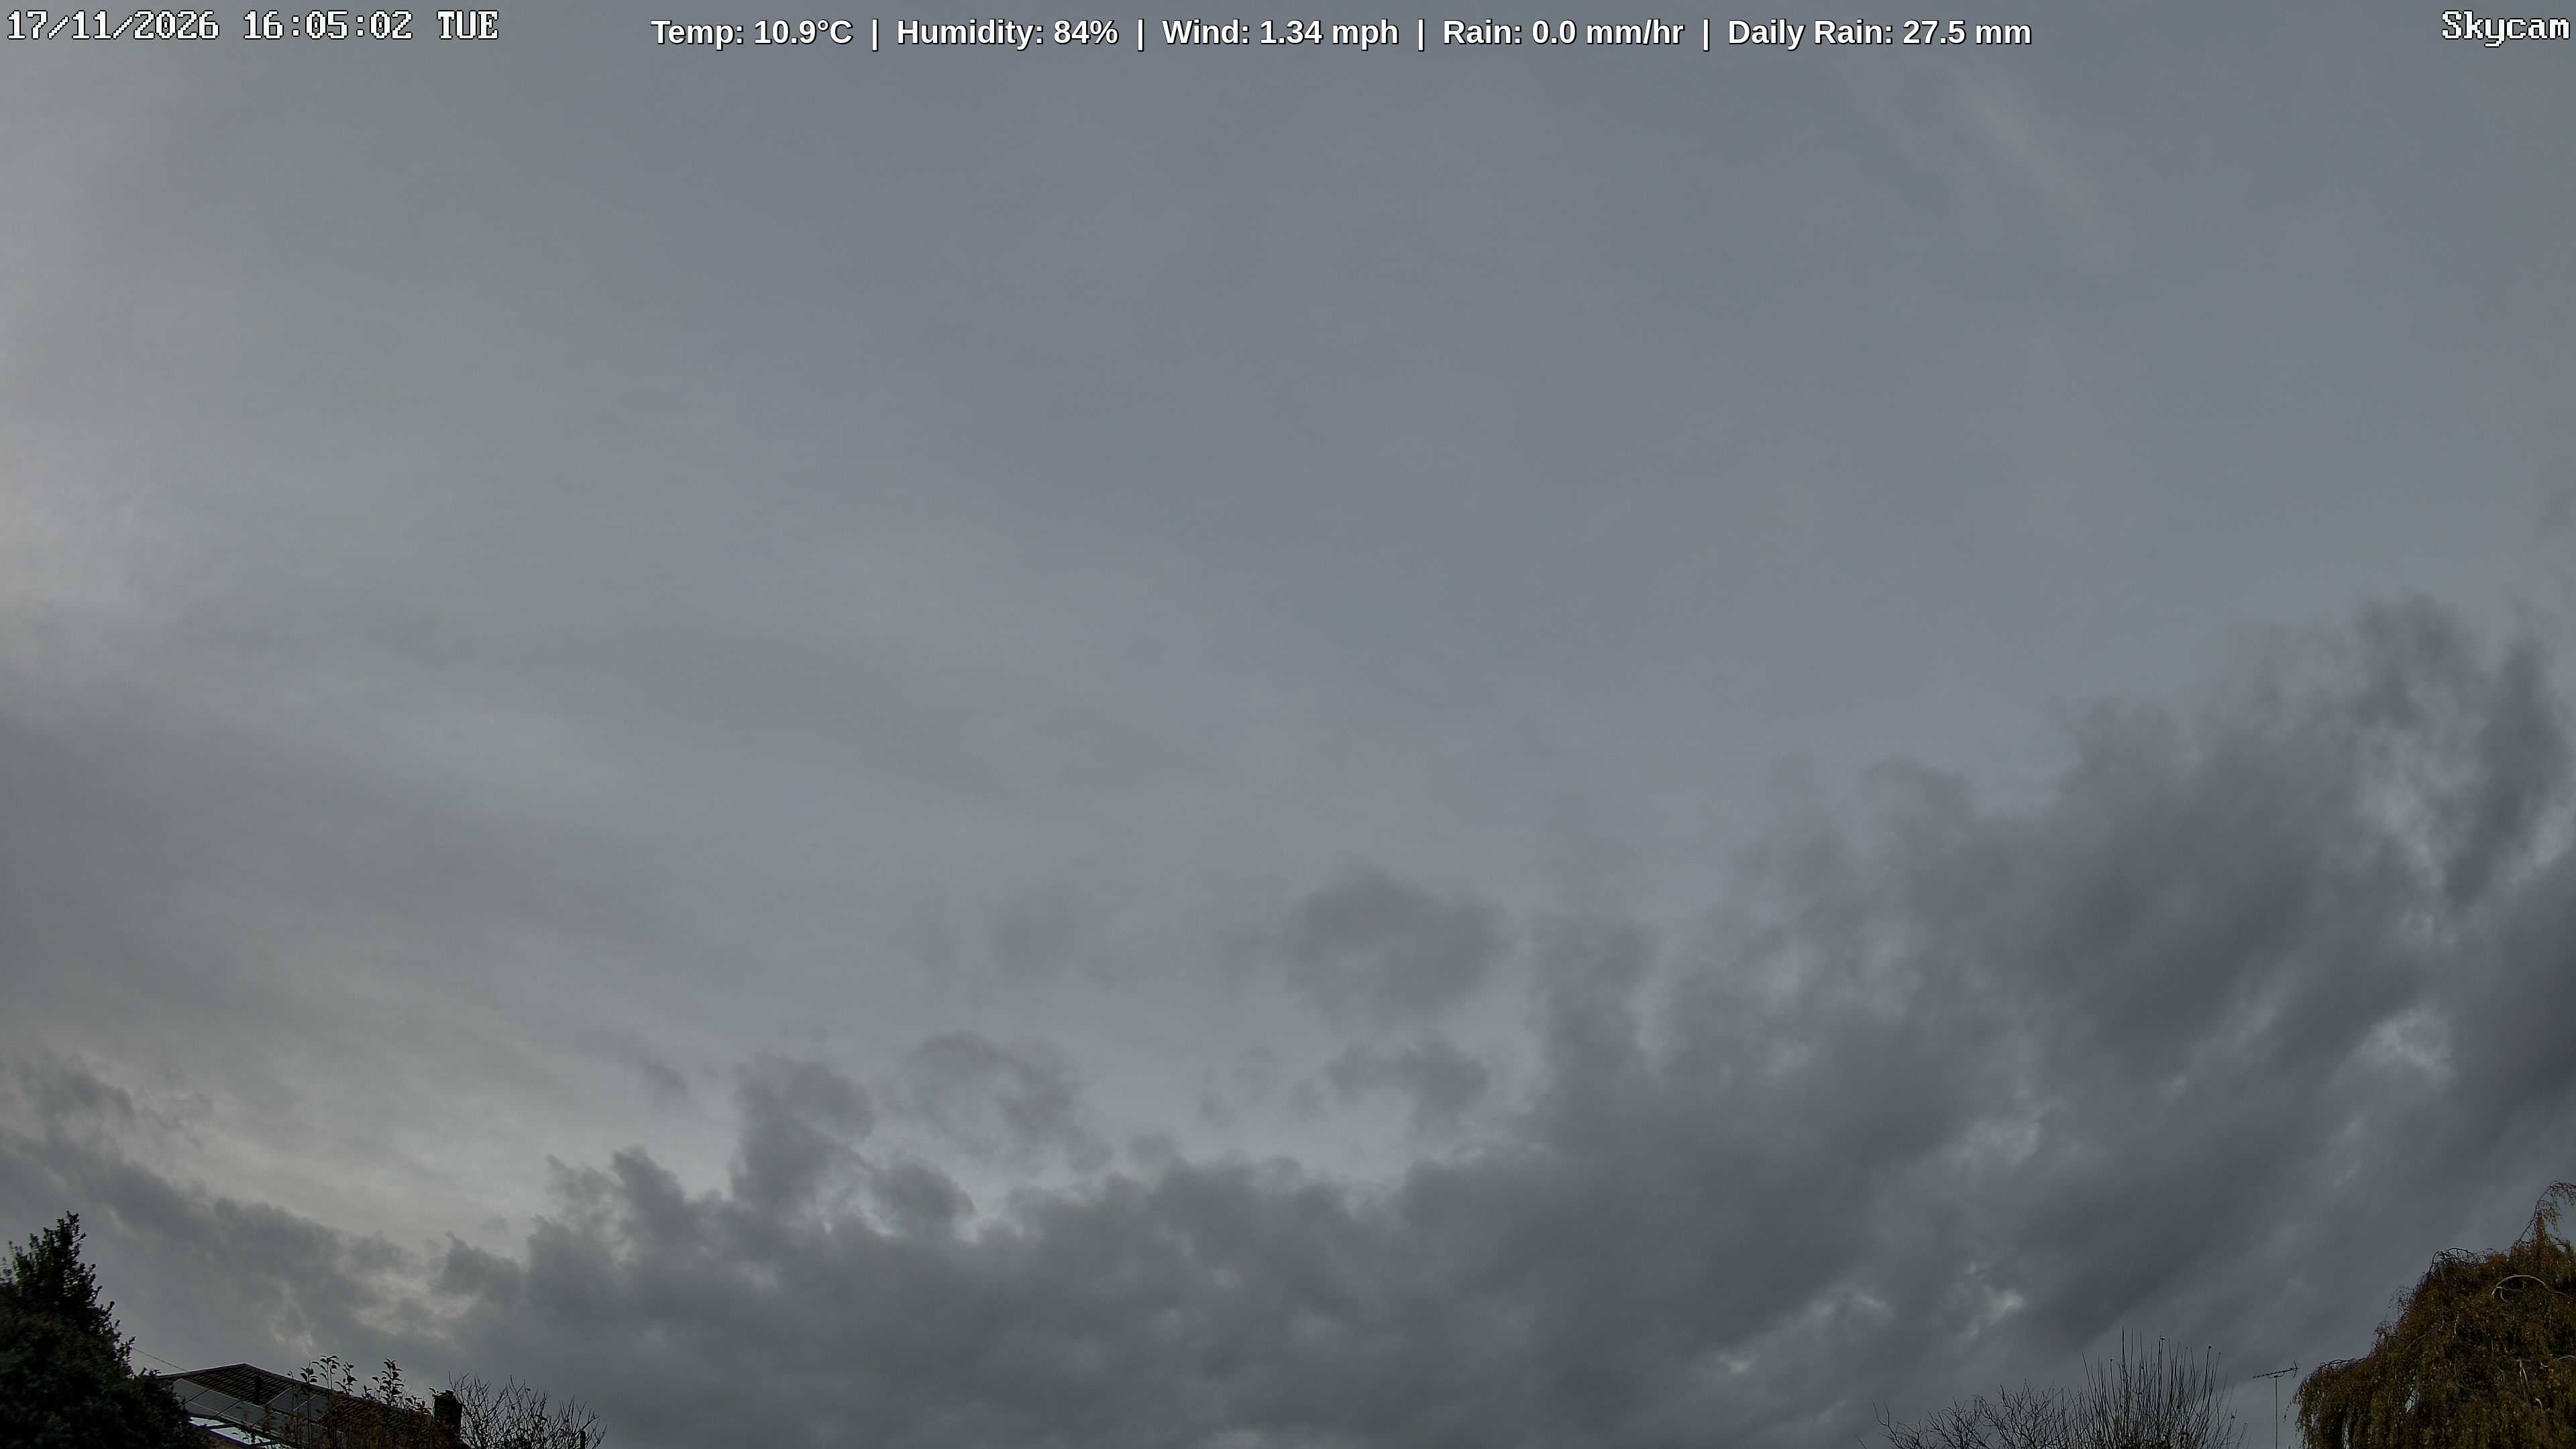 17/11/2026 16:05:02 TUE
Temp: 10.9°C | Humidity: 84% | Wind: 1.34 mph | Rain: 0.0 mm/hr | Daily Rain: 27.5 mm
Skycam